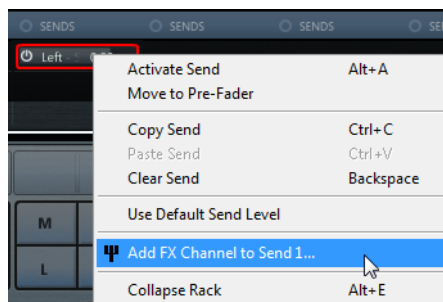 SENDS SENDS SENDS SE
Left
Activate Send Alt+A
Move to Pre-Fader
Copy Send Ctrl+C
Paste Send Ctrl+V
Clear Send Backspace
Use Default Send Level
M
Add FX Channel to Send 1...
L
Collapse Rack Alt+E